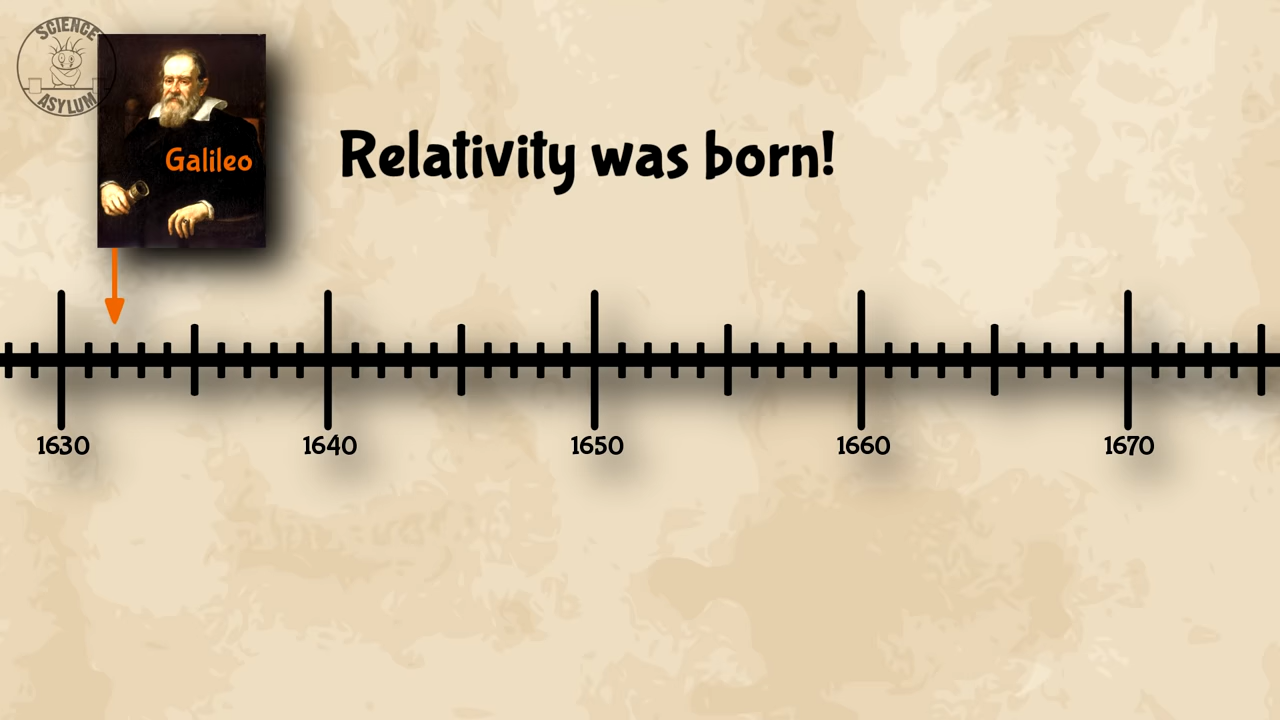 SCIENCE
ASYLUM
Galileo
Relativity was born!
1630 1640 1650 1660 1670